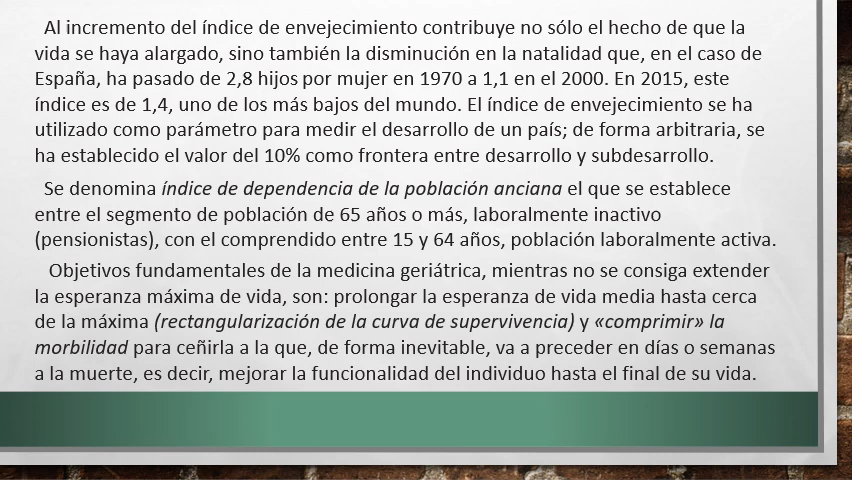 Al incremento del índice de envejecimiento contribuye no sólo el hecho de que la
vida se haya alargado, sino también la disminución en la natalidad que, en el caso de
España, ha pasado de 2,8 hijos por mujer en 1970 a 1,1 en el 2000. En 2015, este
índice es de 1,4, uno de los más bajos del mundo. El índice de envejecimiento se ha
utilizado como parámetro para medir el desarrollo de un país; de forma arbitraria, se
ha establecido el valor del 10% como frontera entre desarrollo y subdesarrollo.
Se denomina índice de dependencia de la población anciana el que se establece
entre el segmento de población de 65 años o más, laboralmente inactivo
(pensionistas), con el comprendido entre 15 y 64 años, población laboralmente activa.
Objetivos fundamentales de la medicina geriátrica, mientras no se consiga extender
la esperanza máxima de vida, son: prolongar la esperanza de vida media hasta cerca
de la máxima (rectangularización de la curva de supervivencia) y «comprimir» la
morbilidad para ceñirla a la que, de forma inevitable, va a preceder en días o semanas
a la muerte, es decir, mejorar la funcionalidad del individuo hasta el final de su vida.